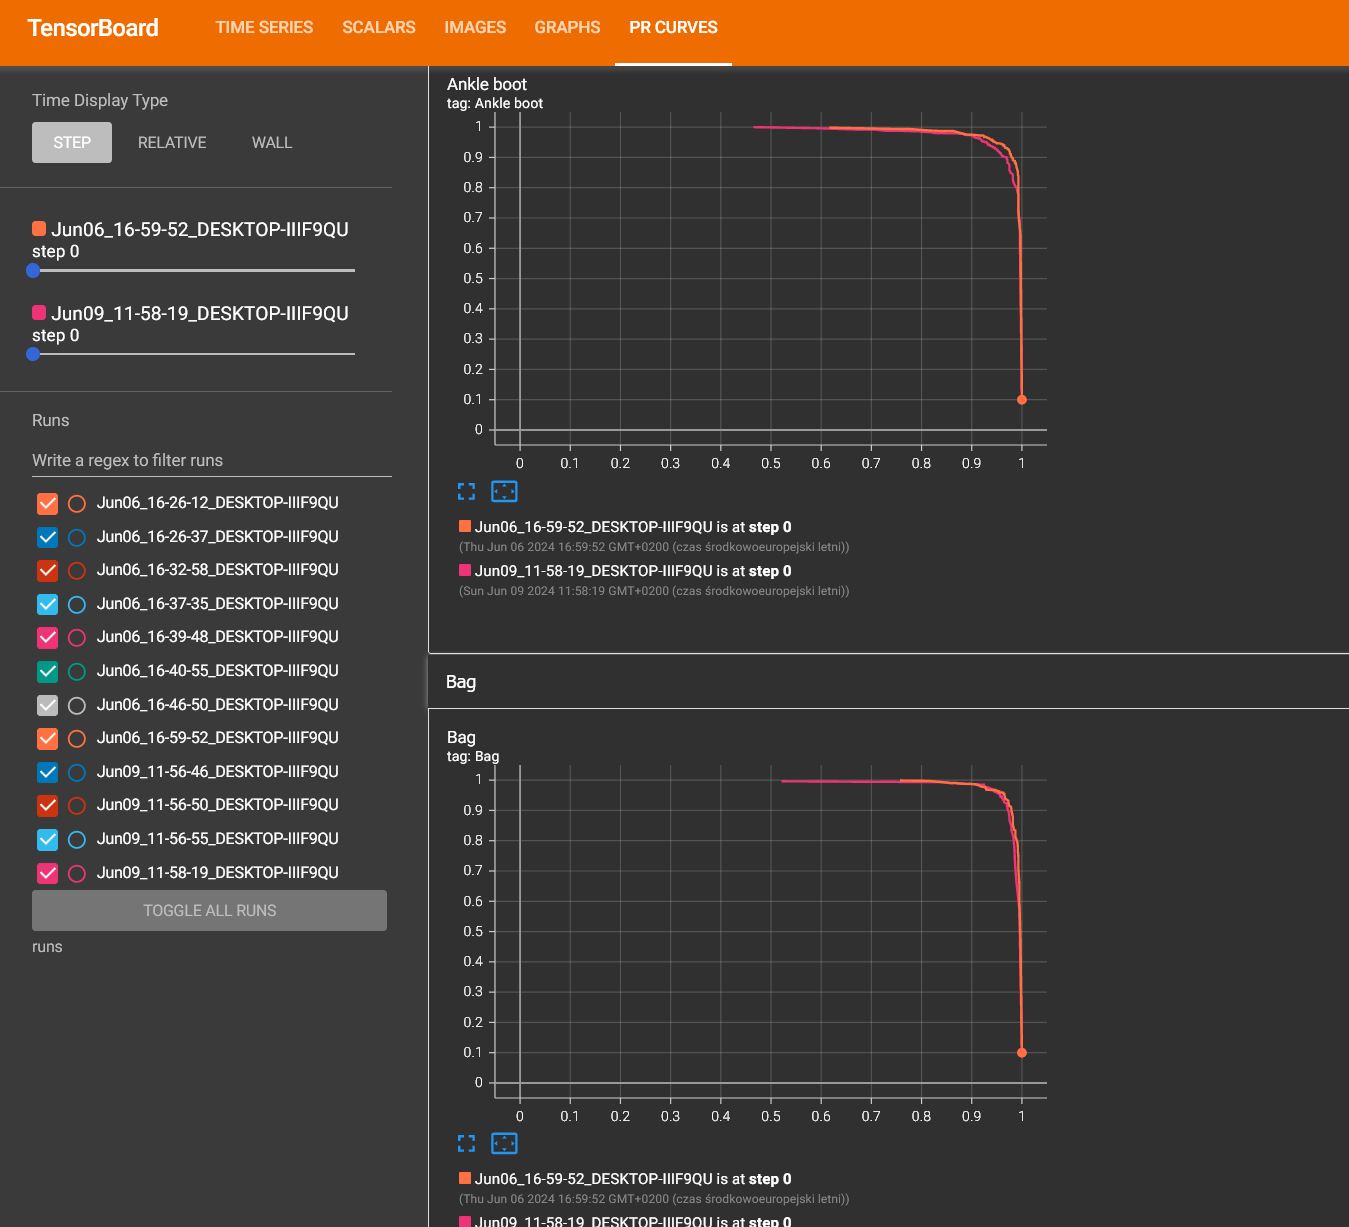 TensorBoard TIME SERIES SCALARS IMAGES GRAPHS PR CURVES
Time Display Type
STEP RELATIVE WALL
Jun06_16-59-52_DESKTOP-IIIF9QU
step 0
Jun09_11-58-19_DESKTOP-IIIF9QU
step 0
Runs
Write a regex to filter runs
Jun06_16-26-12_DESKTOP-IIIF9QU
Jun06_16-26-37_DESKTOP-IIIF9QU
Jun06_16-32-58_DESKTOP-IIIF9QU
Jun06_16-37-35_DESKTOP-IIIF9QU
Jun06_16-39-48_DESKTOP-IIIF9QU
Jun06_16-40-55_DESKTOP-IIIF9QU
Jun06_16-46-50_DESKTOP-IIIF9QU
Jun06_16-59-52_DESKTOP-IIIF9QU
Jun09_11-56-46_DESKTOP-IIIF9QU
Jun09_11-56-50_DESKTOP-IIIF9QU
Jun09_11-56-55_DESKTOP-IIIF9QU
Jun09_11-58-19_DESKTOP-IIIF9QU
TOGGLE ALL RUNS
runs
Ankle boot
tag: Ankle boot
1
0.9
0.8
0.7
0.6
0.5
0.4
0.3
0.2
0.1
0
0 0.1 0.2 0.3 0.4 0.5 0.6 0.7 0.8 0.9 1
Jun06_16-59-52_DESKTOP-IIIF9QU is at step 0
(Thu Jun 06 2024 16:59:52 GMT+0200 (czas środkowoeuropejski letni))
Jun09_11-58-19_DESKTOP-IIIF9QU is at step 0
(Sun Jun 09 2024 11:58:19 GMT+0200 (czas środkowoeuropejski letni))
Bag
Bag
tag: Bag
1
0.9
0.8
0.7
0.6
0.5
0.4
0.3
0.2
0.1
0
0 0.1 0.2 0.3 0.4 0.5 0.6 0.7 0.8 0.9 1
Jun06_16-59-52_DESKTOP-IIIF9QU is at step 0
(Thu Jun 06 2024 16:59:52 GMT+0200 (czas środkowoeuropejski letni))
Jun09_11-58-19_DESKTOP-IIIF9QU is at step 0